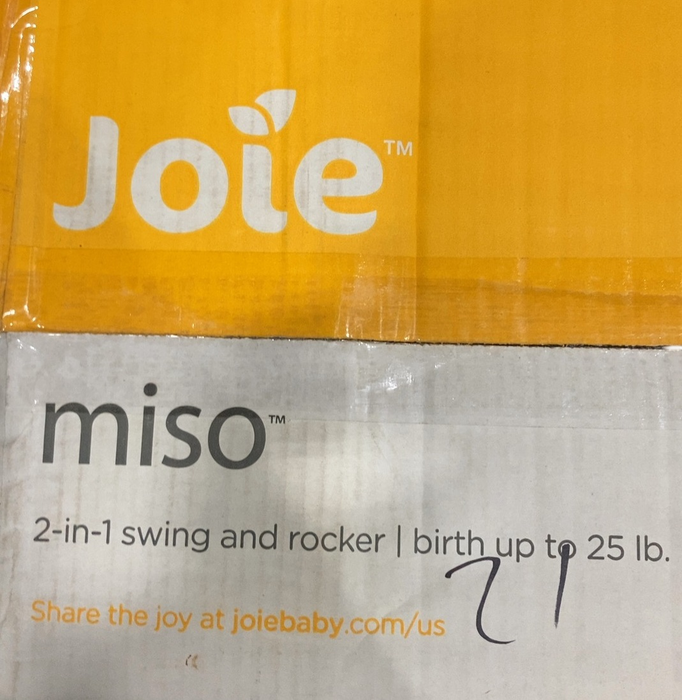 Joie™
miso™
2-in-1 swing and rocker | birth up to 25 lb.
Share the joy at joiebaby.com/us
21